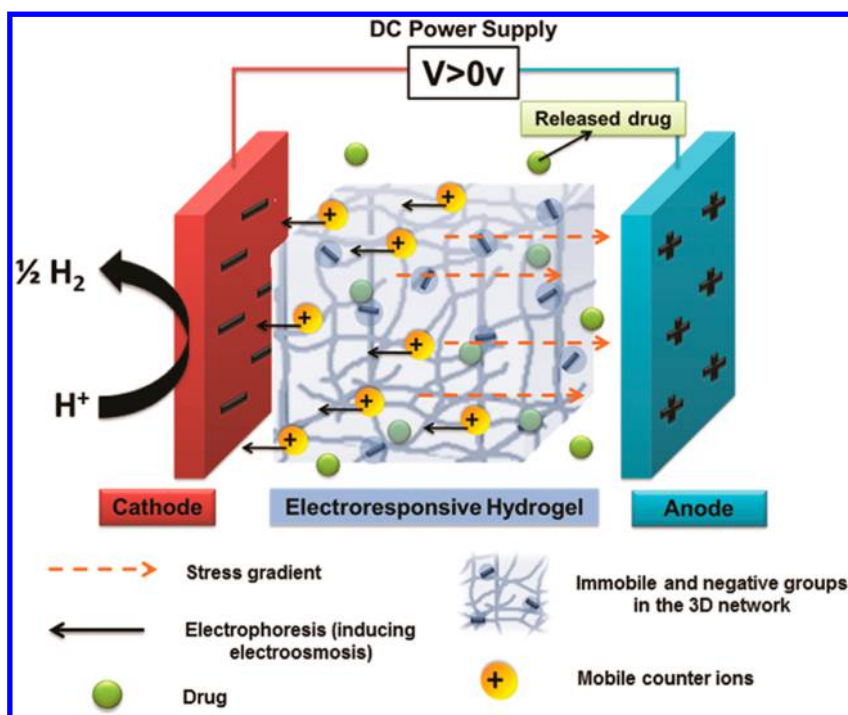 DC Power Supply
V>0v
Released drug
½ H₂
H⁺
Cathode
Electroresponsive Hydrogel
Anode
Stress gradient
Electrophoresis (inducing
electroosmosis)
Drug
Immobile and negative groups
in the 3D network
Mobile counter ions